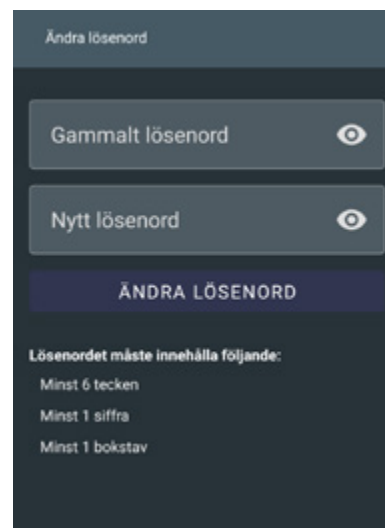 Ändra lösenord
Gammalt lösenord
Nytt lösenord
ÄNDRA LÖSENORD
Lösenordet måste innehålla följande:
Minst 6 tecken
Minst 1 siffra
Minst 1 bokstav